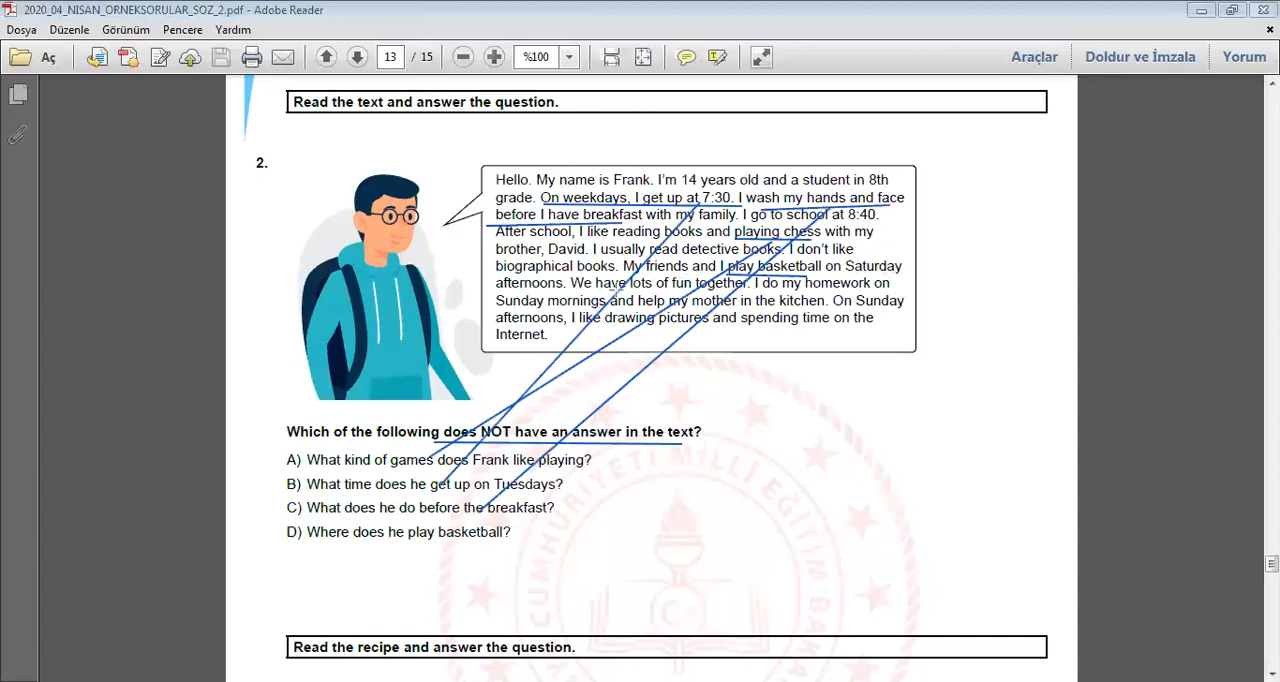 2020_04_NISAN_ORNEKSORULAR_SOZ_2.pdf - Adobe Reader
Dosya Düzenle Görünüm Pencere Yardım
Aç 13 / 15 %100 Araçlar Doldur ve İmzala Yorum
Read the text and answer the question.
2.
Hello. My name is Frank. I'm 14 years old and a student in 8th
grade. On weekdays, I get up at 7:30. I wash my hands and face
before I have breakfast with my family. I go to school at 8:40.
After school, I like reading books and playing chess with my
brother, David. I usually read detective books. I don't like
biographical books. My friends and I play basketball on Saturday
afternoons. We have lots of fun together. I do my homework on
Sunday mornings and help my mother in the kitchen. On Sunday
afternoons, I like drawing pictures and spending time on the
Internet.
Which of the following does NOT have an answer in the text?
A) What kind of games does Frank like playing?
B) What time does he get up on Tuesdays?
C) What does he do before the breakfast?
D) Where does he play basketball?
CUMHURİYETİ MİLLÎ EĞİTİM BAKA
Read the recipe and answer the question.